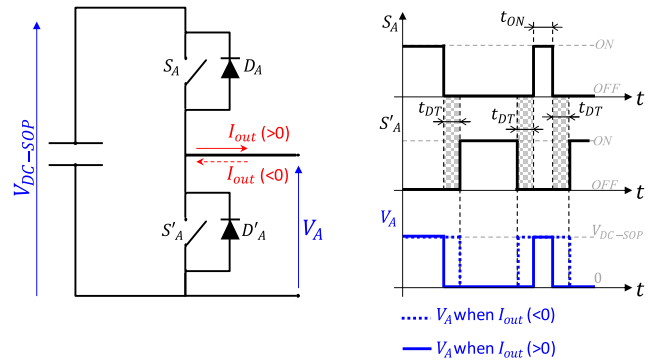 V_DC−SOP
S_A
D_A
I_out (>0)
I_out (<0)
S'_A
D'_A
V_A
S_A
t_ON
ON
OFF
t
t_DT
t_DT
t_DT
S'_A
ON
OFF
t
V_A
V_DC−SOP
0
t
V_A when I_out (<0)
V_A when I_out (>0)